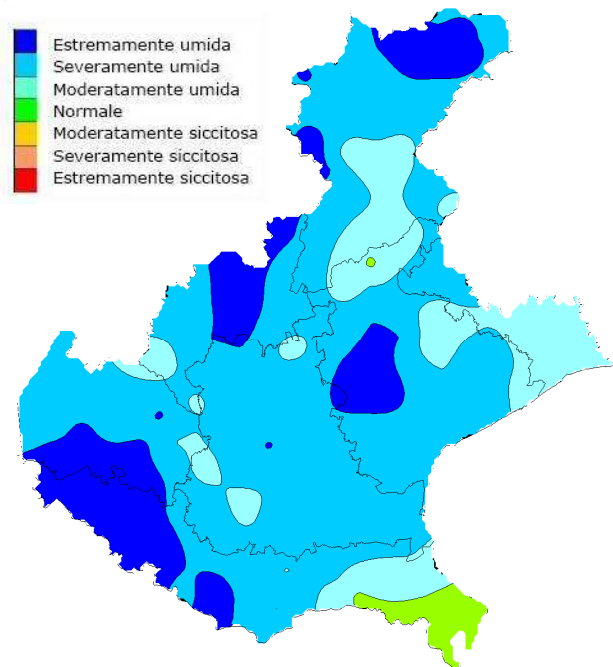 Estremamente umida
Severamente umida
Moderatamente umida
Normale
Moderatamente siccitosa
Severamente siccitosa
Estremamente siccitosa